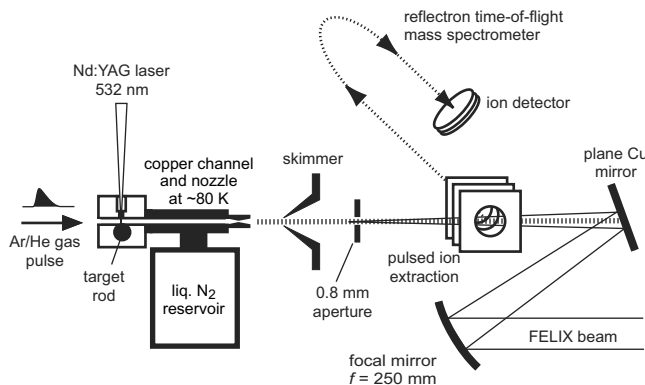 reflectron time-of-flight
mass spectrometer
Nd:YAG laser
532 nm
ion detector
copper channel
and nozzle
at ~80 K
skimmer
plane Cu
mirror
Ar/He gas
pulse
target
rod
liq. N2
reservoir
0.8 mm
aperture
pulsed ion
extraction
FELIX beam
focal mirror
f = 250 mm